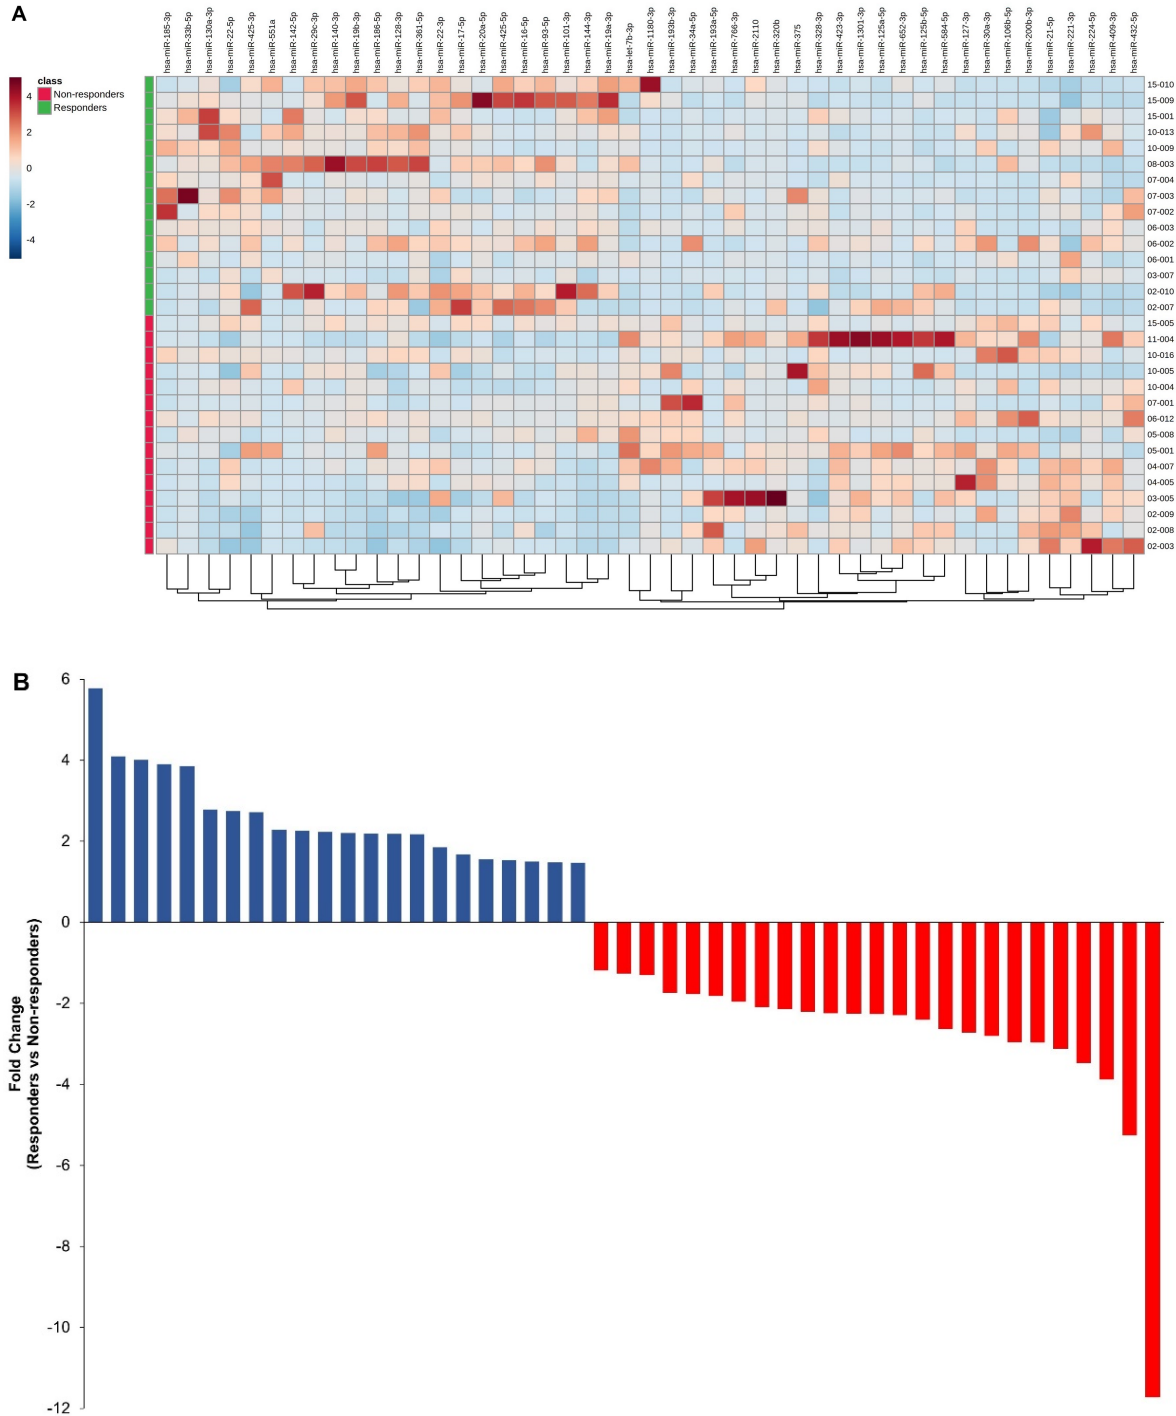 A
hsa-miR-185-3p
hsa-miR-33b-5p
hsa-miR-130a-3p
hsa-miR-22-5p
hsa-miR-425-3p
hsa-miR-551a
hsa-miR-142-5p
hsa-miR-29c-3p
hsa-miR-140-3p
hsa-miR-19b-3p
hsa-miR-186-5p
hsa-miR-128-3p
hsa-miR-361-5p
hsa-miR-22-3p
hsa-miR-17-5p
hsa-miR-20a-5p
hsa-miR-425-5p
hsa-miR-16-5p
hsa-miR-93-5p
hsa-miR-101-3p
hsa-miR-144-3p
hsa-miR-19a-3p
hsa-let-7b-3p
hsa-miR-1180-3p
hsa-miR-193b-3p
hsa-miR-34a-5p
hsa-miR-193a-5p
hsa-miR-766-3p
hsa-miR-2110
hsa-miR-320b
hsa-miR-375
hsa-miR-328-3p
hsa-miR-423-3p
hsa-miR-1301-3p
hsa-miR-125a-5p
hsa-miR-652-3p
hsa-miR-125b-5p
hsa-miR-584-5p
hsa-miR-127-3p
hsa-miR-30a-3p
hsa-miR-106b-5p
hsa-miR-200b-3p
hsa-miR-21-5p
hsa-miR-221-3p
hsa-miR-224-5p
hsa-miR-409-3p
hsa-miR-432-5p
class
Non-responders
Responders
4
2
0
-2
-4
15-010
15-009
15-001
10-013
10-009
08-003
07-004
07-003
07-002
06-003
06-002
06-001
03-007
02-010
02-007
15-005
11-004
10-016
10-005
10-004
07-001
06-012
05-008
05-001
04-007
04-005
03-005
02-009
02-008
02-003
B
Fold Change
(Responders vs Non-responders)
6
4
2
0
-2
-4
-6
-8
-10
-12